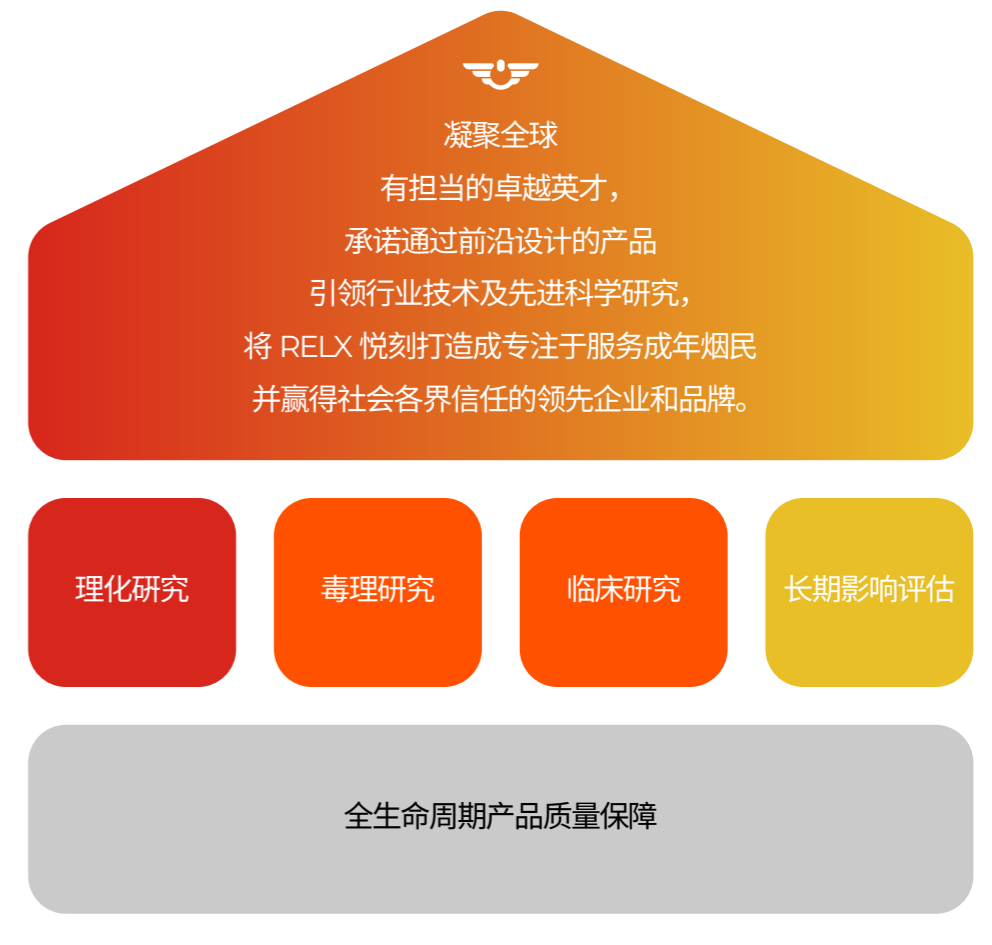 凝聚全球
有担当的卓越英才，
承诺通过前沿设计的产品
引领行业技术及先进科学研究，
将 RELX 悦刻打造成专注于服务成年烟民
并赢得社会各界信任的领先企业和品牌。
理化研究
毒理研究
临床研究
长期影响评估
全生命周期产品质量保障